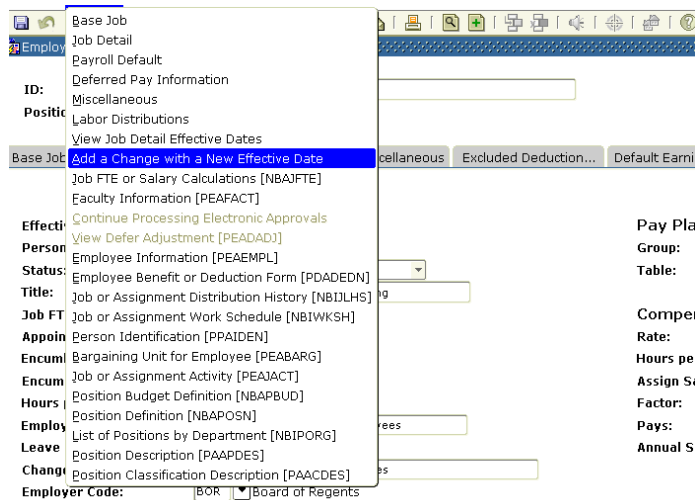 Base Job
Job Detail
Payroll Default
Deferred Pay Information
Miscellaneous
Labor Distributions
View Job Detail Effective Dates
Add a Change with a New Effective Date
Job FTE or Salary Calculations [NBAJFTE]
Faculty Information [PEAFACT]
Continue Processing Electronic Approvals
View Defer Adjustment [PEADADJ]
Employee Information [PEAEMPL]
Employee Benefit or Deduction Form [PDADEDN]
Job or Assignment Distribution History [NBIJLHS]
Job or Assignment Work Schedule [NBIWKSH]
Person Identification [PPAIDEN]
Bargaining Unit for Employee [PEABARG]
Job or Assignment Activity [PEAJACT]
Position Budget Definition [NBAPBUD]
Position Definition [NBAPOSN]
List of Positions by Department [NBIPORG]
Position Description [PAAPDES]
Position Classification Description [PAACDES]
Employ
ID:
Positic
Base Job
cellaneous Excluded Deduction... Default Earni
Effecti
Person
Status:
Title: ng
Job FT
Appoin
Encum
Encum
Hours
Employ yees
Leave
Change es
Employer Code: BOR Board of Regents
Pay Pla
Group:
Table:
Compe
Rate:
Hours pe
Assign Sa
Factor:
Pays:
Annual S